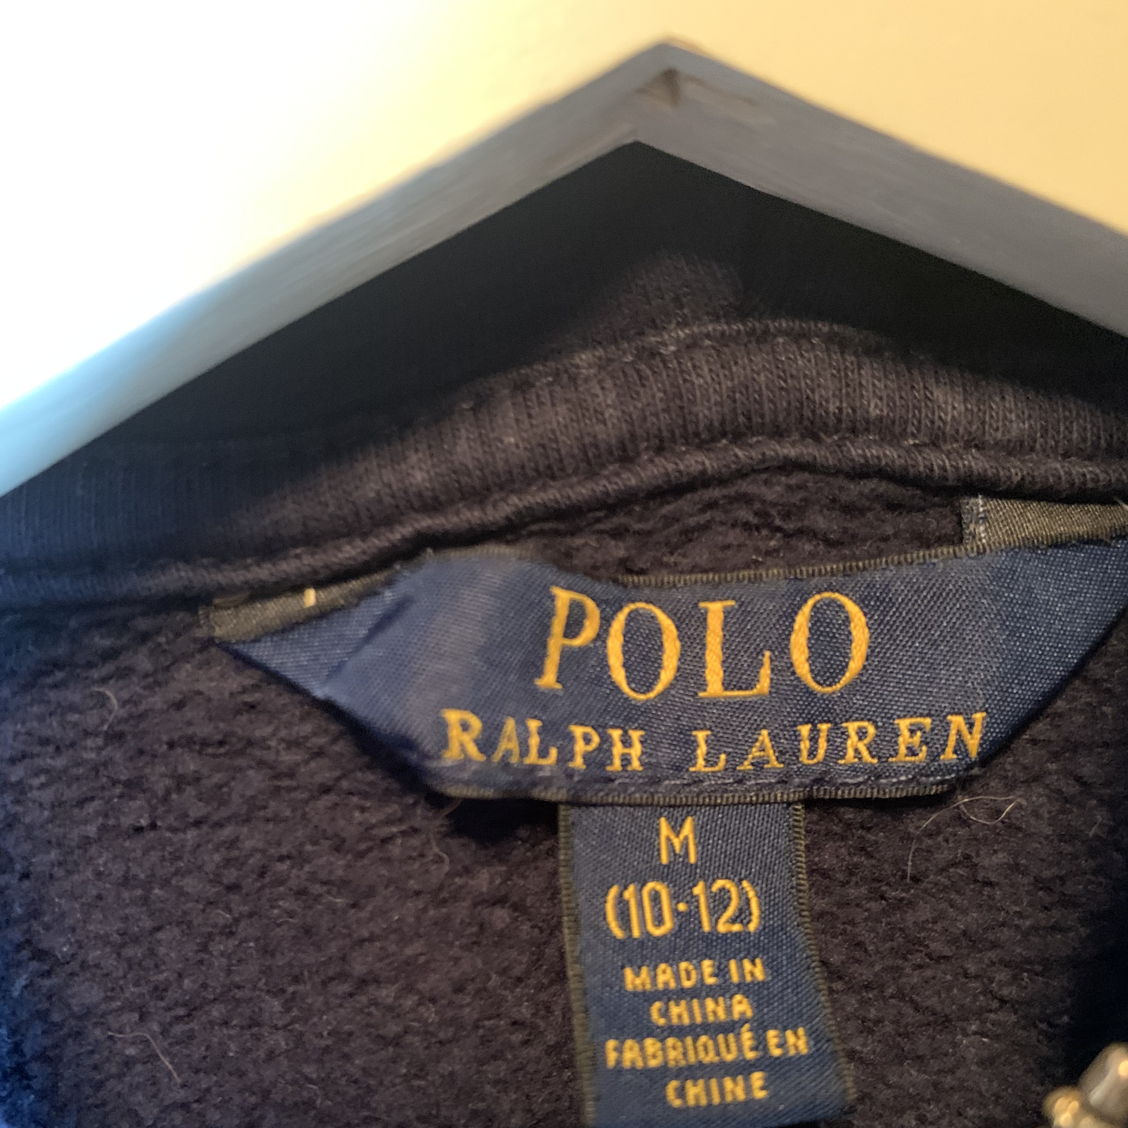 POLO
RALPH LAUREN
M
(10-12)
MADE IN
CHINA
FABRIQUÉ EN
CHINE